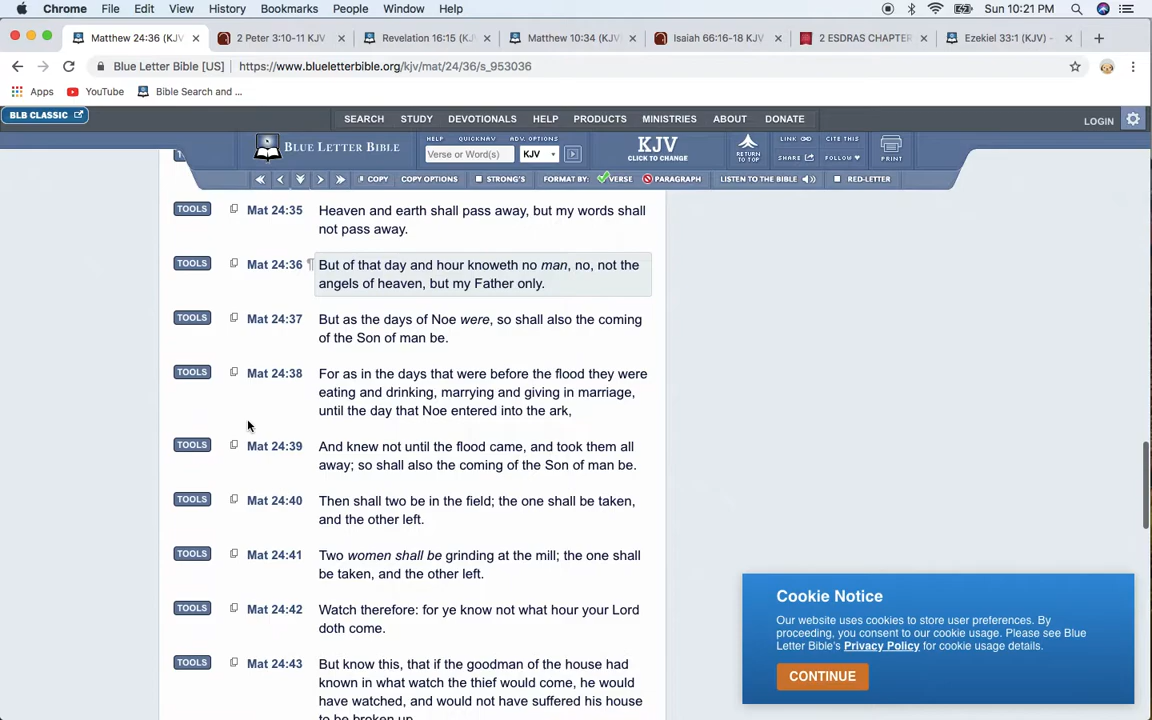 Chrome File Edit View History Bookmarks People Window Help Sun 10:21 PM
Matthew 24:36 (KJV 2 Peter 3:10-11 KJV Revelation 16:15 (KJV Matthew 10:34 (KJV Isaiah 66:16-18 KJV 2 ESDRAS CHAPTER Ezekiel 33:1 (KJV) -
Blue Letter Bible [US] https://www.blueletterbible.org/kjv/mat/24/36/s_953036
Apps YouTube Bible Search and ...
BLB CLASSIC
SEARCH STUDY DEVOTIONALS HELP PRODUCTS MINISTRIES ABOUT DONATE LOGIN
BLUE LETTER BIBLE
HELP QUICKNAV ADV. OPTIONS
Verse or Word(s) KJV
KJV
CLICK TO CHANGE
RETURN TO TOP
LINK CITE THIS
SHARE FOLLOW
PRINT
COPY COPY OPTIONS STRONG'S FORMAT BY: VERSE PARAGRAPH LISTEN TO THE BIBLE RED-LETTER
TOOLS Mat 24:35 Heaven and earth shall pass away, but my words shall
not pass away.
TOOLS Mat 24:36 ¶ But of that day and hour knoweth no man, no, not the
angels of heaven, but my Father only.
TOOLS Mat 24:37 But as the days of Noe were, so shall also the coming
of the Son of man be.
TOOLS Mat 24:38 For as in the days that were before the flood they were
eating and drinking, marrying and giving in marriage,
until the day that Noe entered into the ark,
TOOLS Mat 24:39 And knew not until the flood came, and took them all
away; so shall also the coming of the Son of man be.
TOOLS Mat 24:40 Then shall two be in the field; the one shall be taken,
and the other left.
TOOLS Mat 24:41 Two women shall be grinding at the mill; the one shall
be taken, and the other left.
TOOLS Mat 24:42 Watch therefore: for ye know not what hour your Lord
doth come.
TOOLS Mat 24:43 But know this, that if the goodman of the house had
known in what watch the thief would come, he would
have watched, and would not have suffered his house
to be broken up.
Cookie Notice
Our website uses cookies to store user preferences. By
proceeding, you consent to our cookie usage. Please see Blue
Letter Bible's Privacy Policy for cookie usage details.
CONTINUE